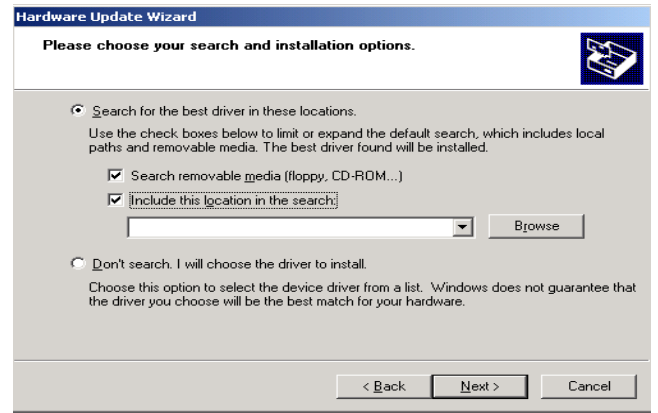 Hardware Update Wizard
Please choose your search and installation options.
Search for the best driver in these locations.
Use the check boxes below to limit or expand the default search, which includes local
paths and removable media. The best driver found will be installed.
Search removable media (floppy, CD-ROM...)
Include this location in the search:
Browse
Don't search. I will choose the driver to install.
Choose this option to select the device driver from a list. Windows does not guarantee that
the driver you choose will be the best match for your hardware.
< Back Next > Cancel